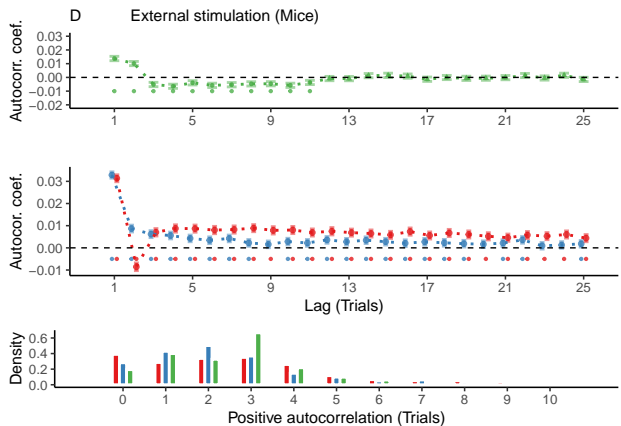 D External stimulation (Mice)
Autocorr. coef.
0.03
0.02
0.01
0.00
−0.01
−0.02
1 5 9 13 17 21 25
Autocor. coef.
0.03
0.02
0.01
0.00
−0.01
1 5 9 13 17 21 25
Lag (Trials)
Density
0.6
0.4
0.2
0.0
0 1 2 3 4 5 6 7 8 9 10
Positive autocorrelation (Trials)